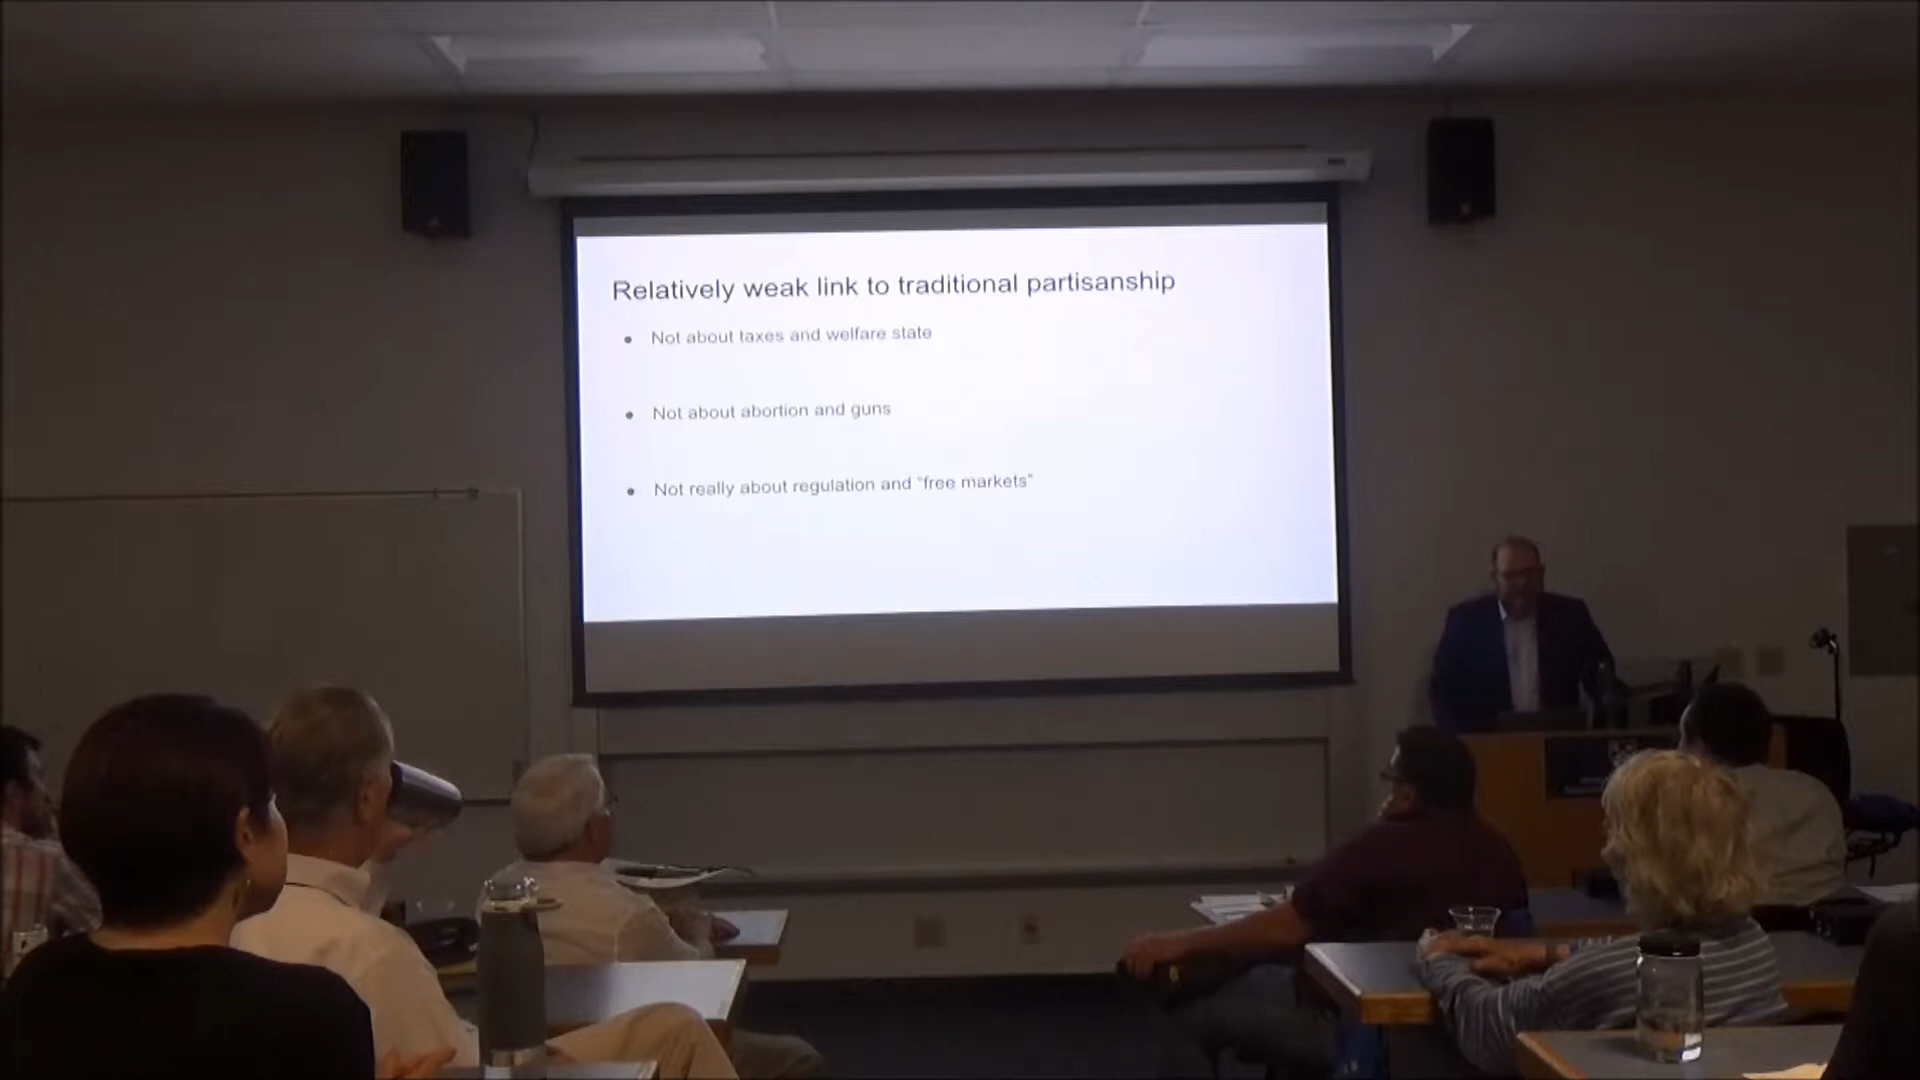 Relatively weak link to traditional partisanship
Not about taxes and welfare state
Not about abortion and guns
Not really about regulation and "free markets"